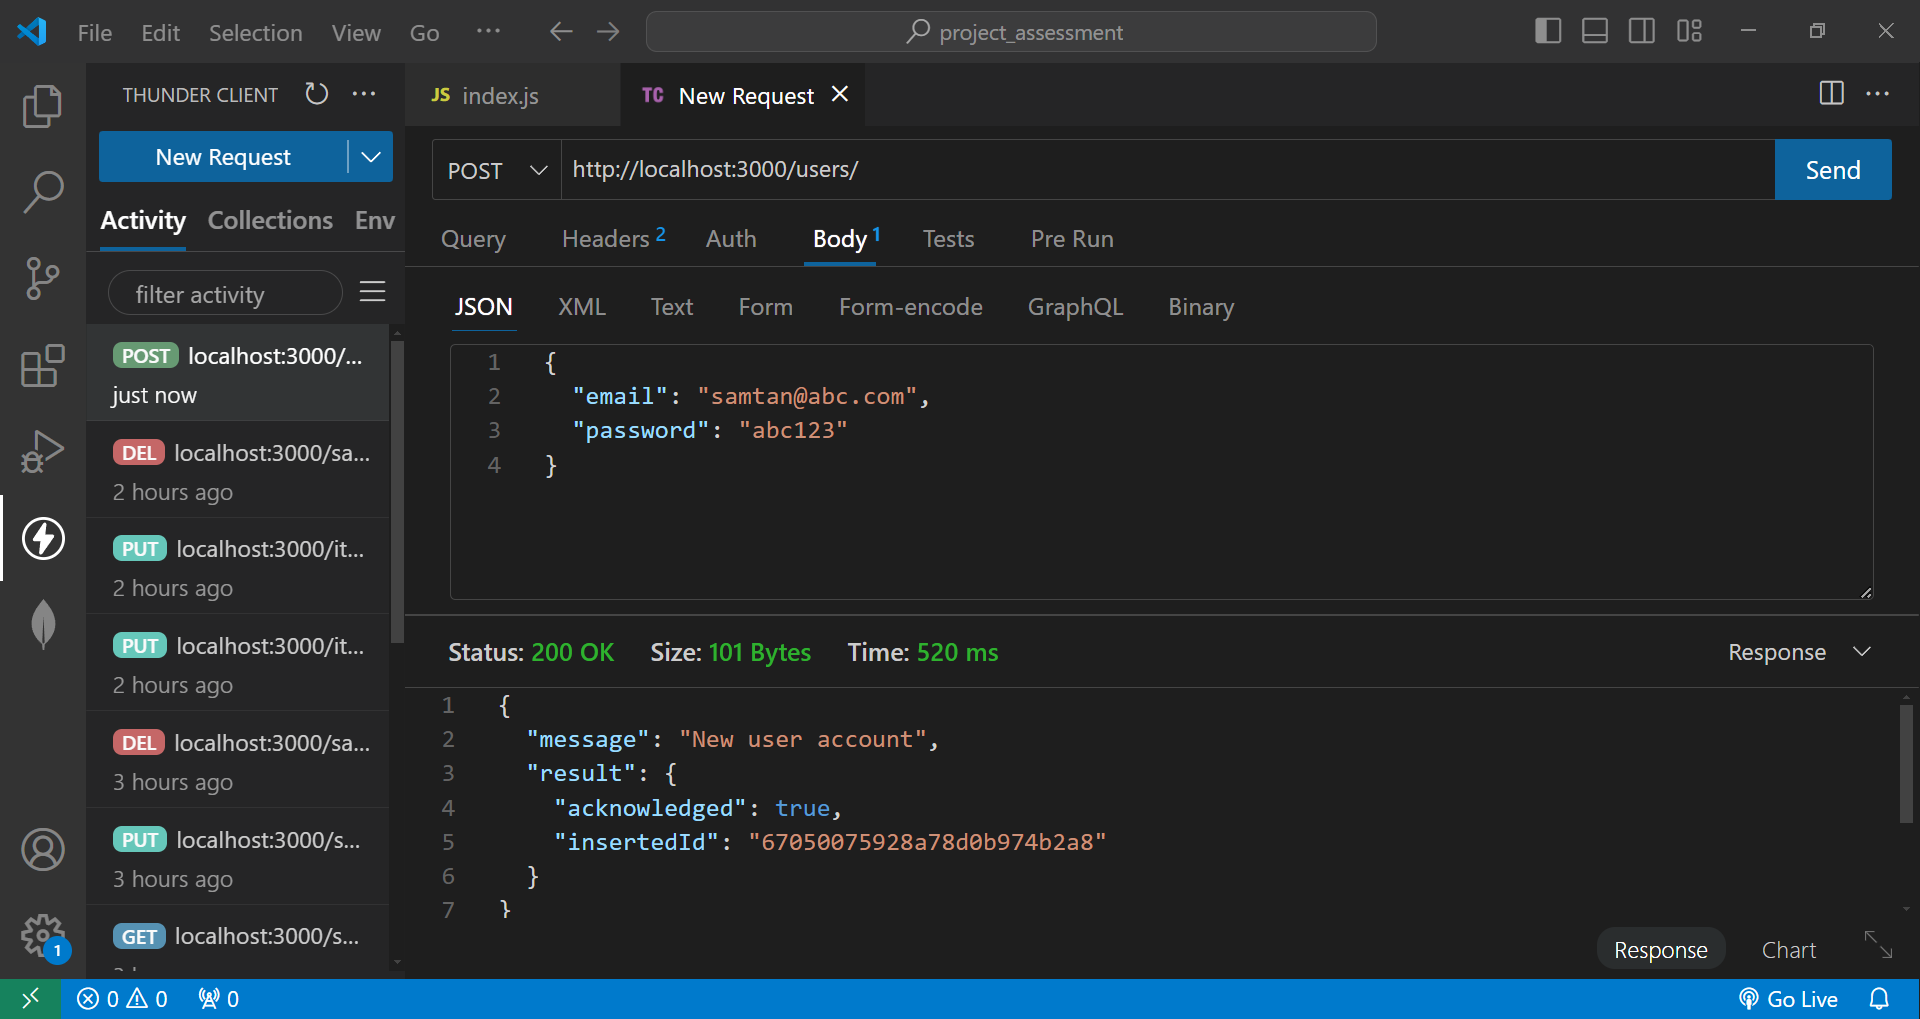 File Edit Selection View Go ··· project_assessment
THUNDER CLIENT ···
New Request
Activity Collections Env
filter activity
POST localhost:3000/...
just now
DEL localhost:3000/sa...
2 hours ago
PUT localhost:3000/it...
2 hours ago
PUT localhost:3000/it...
2 hours ago
DEL localhost:3000/sa...
3 hours ago
PUT localhost:3000/s...
3 hours ago
GET localhost:3000/s...
1
JS index.js TC New Request ···
POST http://localhost:3000/users/ Send
Query Headers 2 Auth Body 1 Tests Pre Run
JSON XML Text Form Form-encode GraphQL Binary
1 {
2 "email": "samtan@abc.com",
3 "password": "abc123"
4 }
Status: 200 OK Size: 101 Bytes Time: 520 ms Response
1 {
2 "message": "New user account",
3 "result": {
4 "acknowledged": true,
5 "insertedId": "67050075928a78d0b974b2a8"
6 }
7 }
Response Chart
0 0 0 Go Live